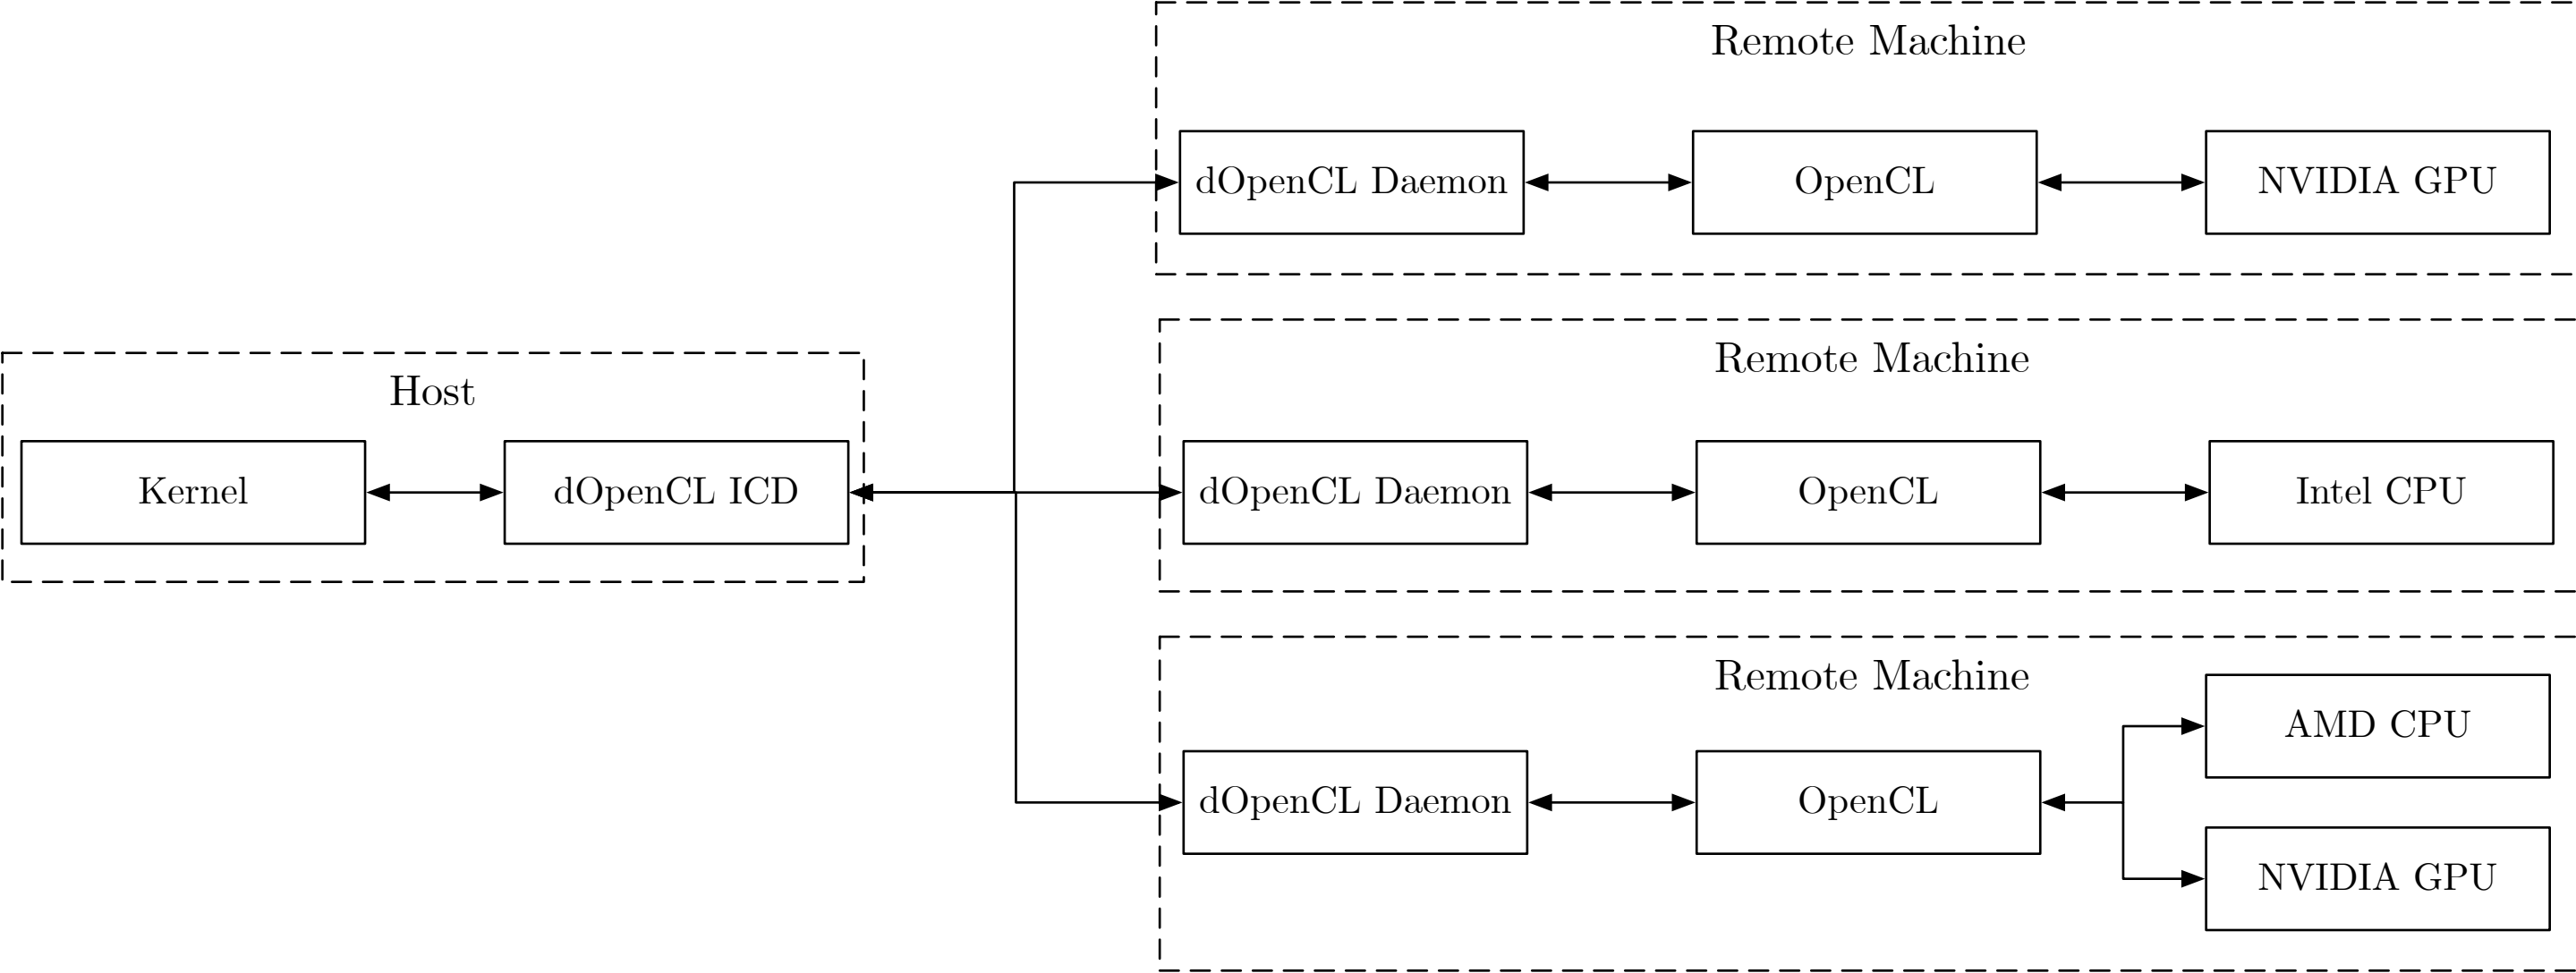 Remote Machine
dOpenCL Daemon
OpenCL
NVIDIA GPU
Host
Kernel
dOpenCL ICD
Remote Machine
dOpenCL Daemon
OpenCL
Intel CPU
Remote Machine
dOpenCL Daemon
OpenCL
AMD CPU
NVIDIA GPU